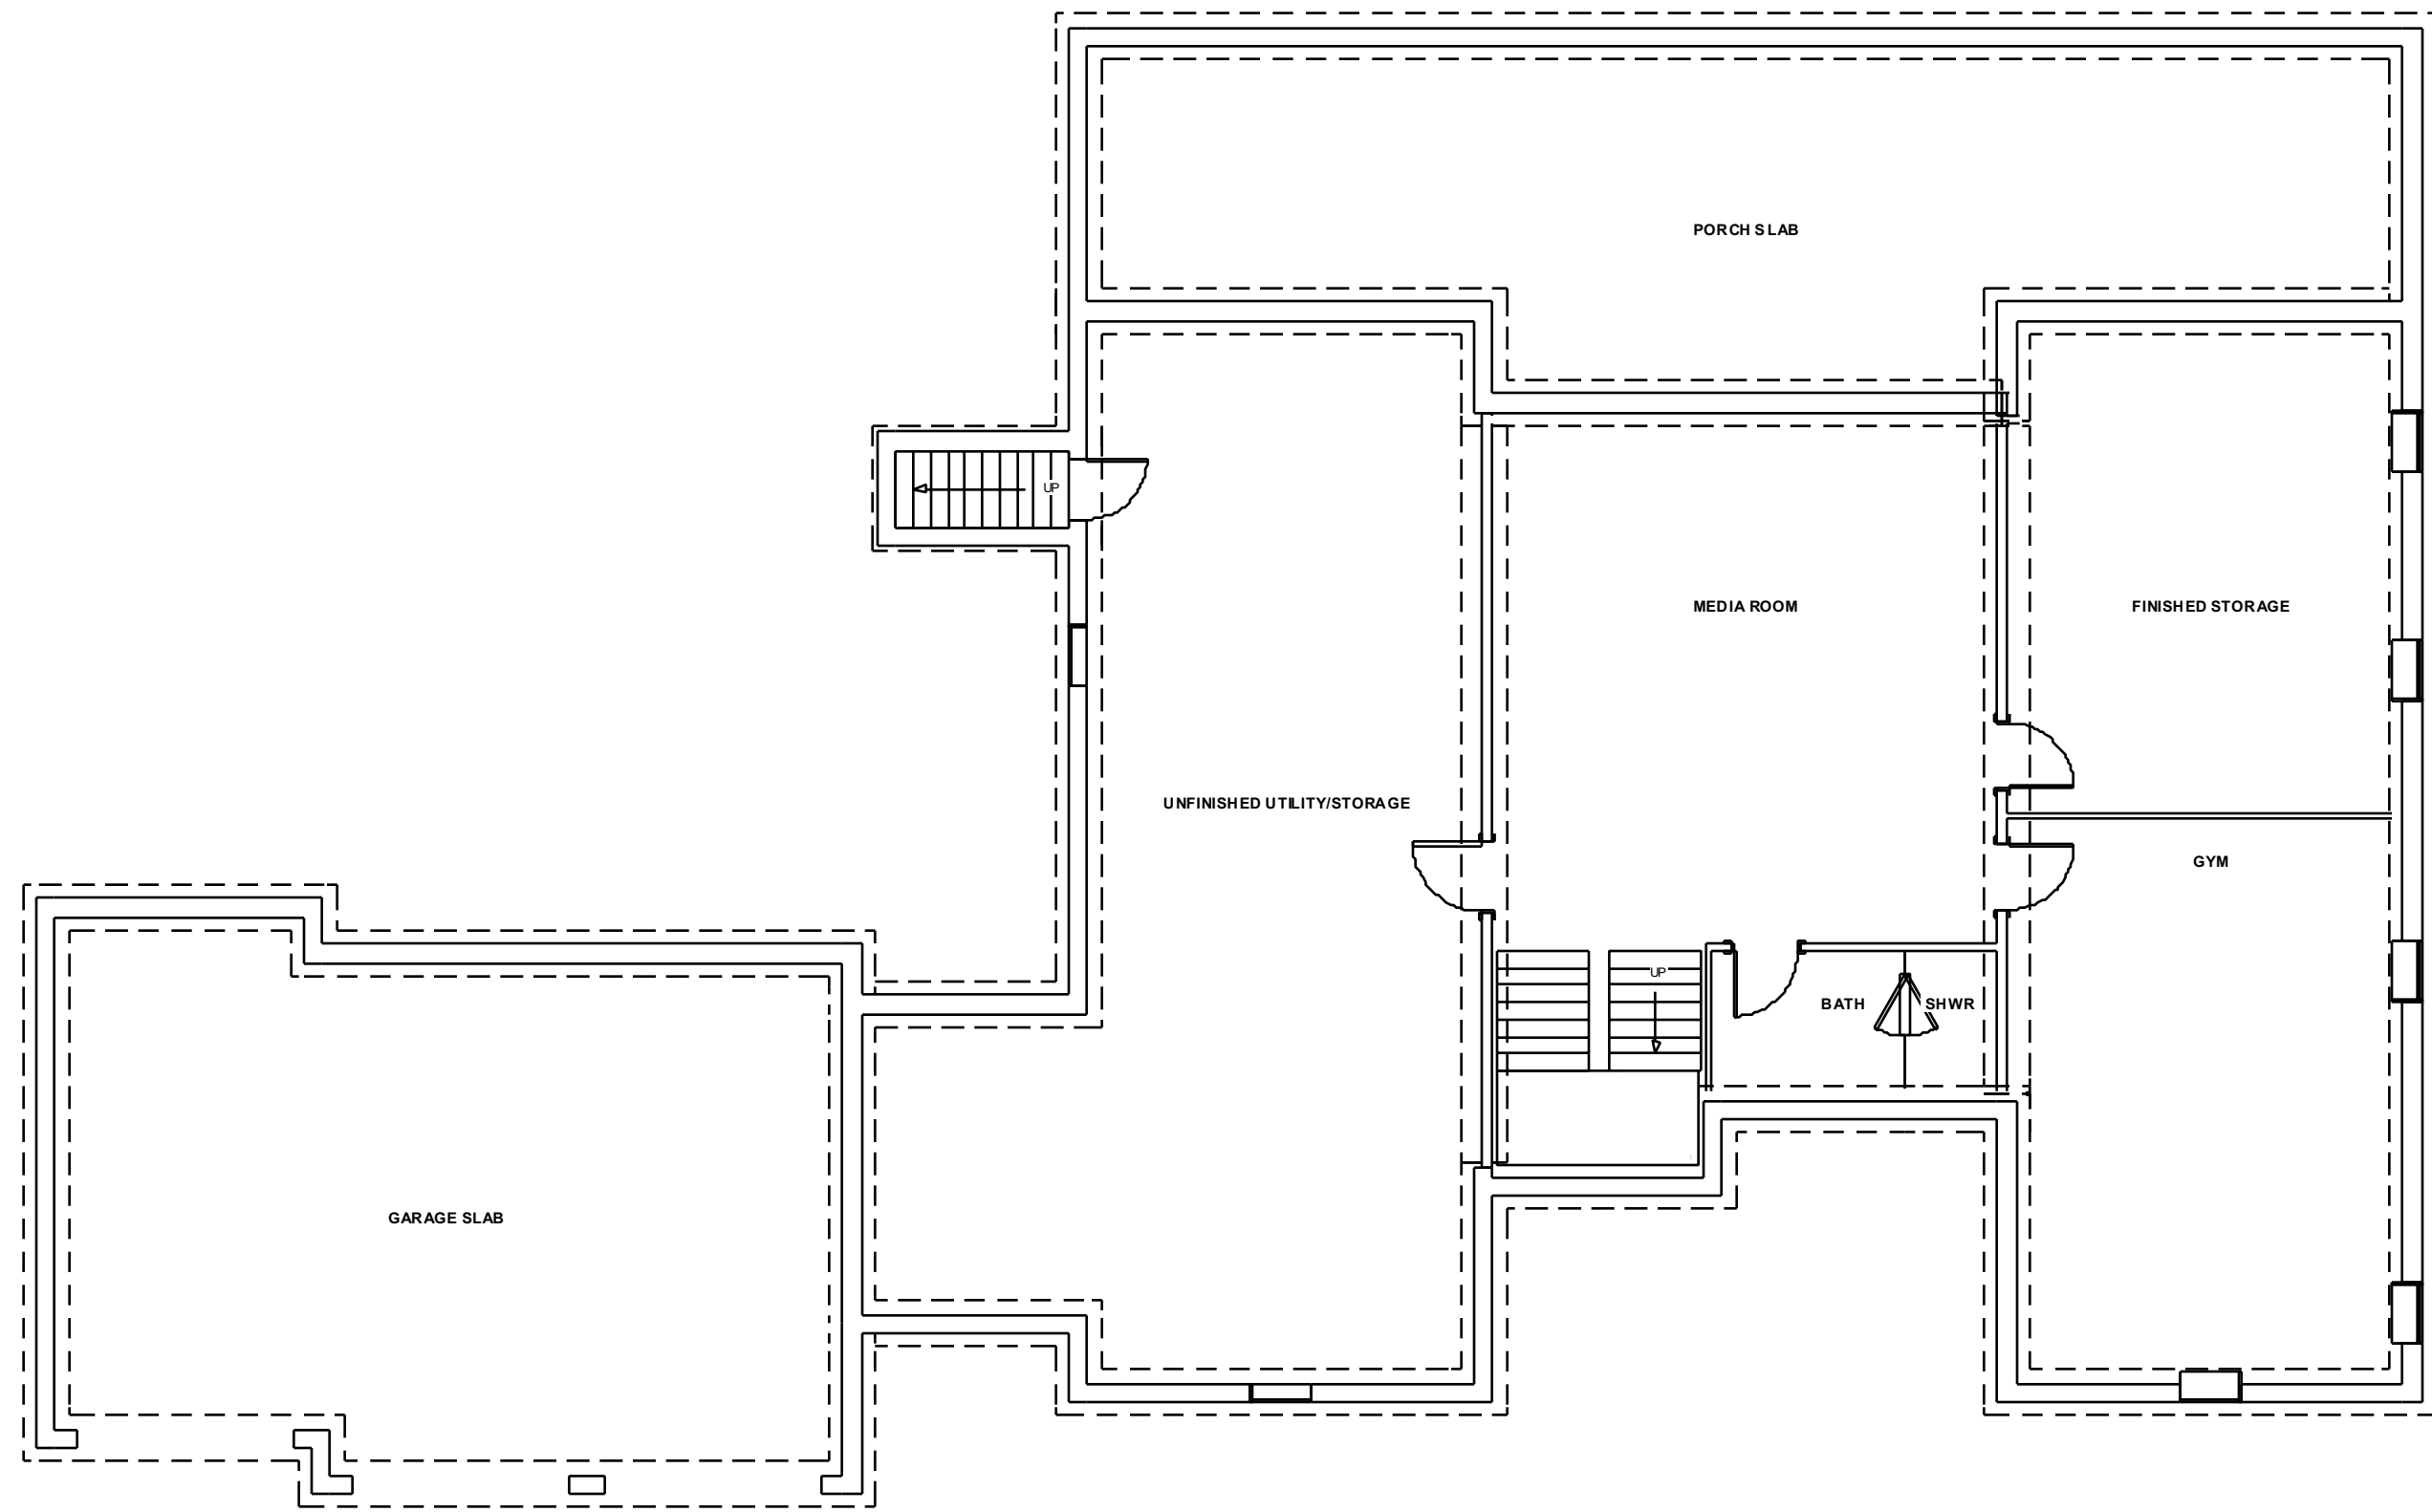 PORCH SLAB
UP
MEDIA ROOM
FINISHED STORAGE
UNFINISHED UTILITY/STORAGE
GYM
UP
BATH
SHWR
GARAGE SLAB